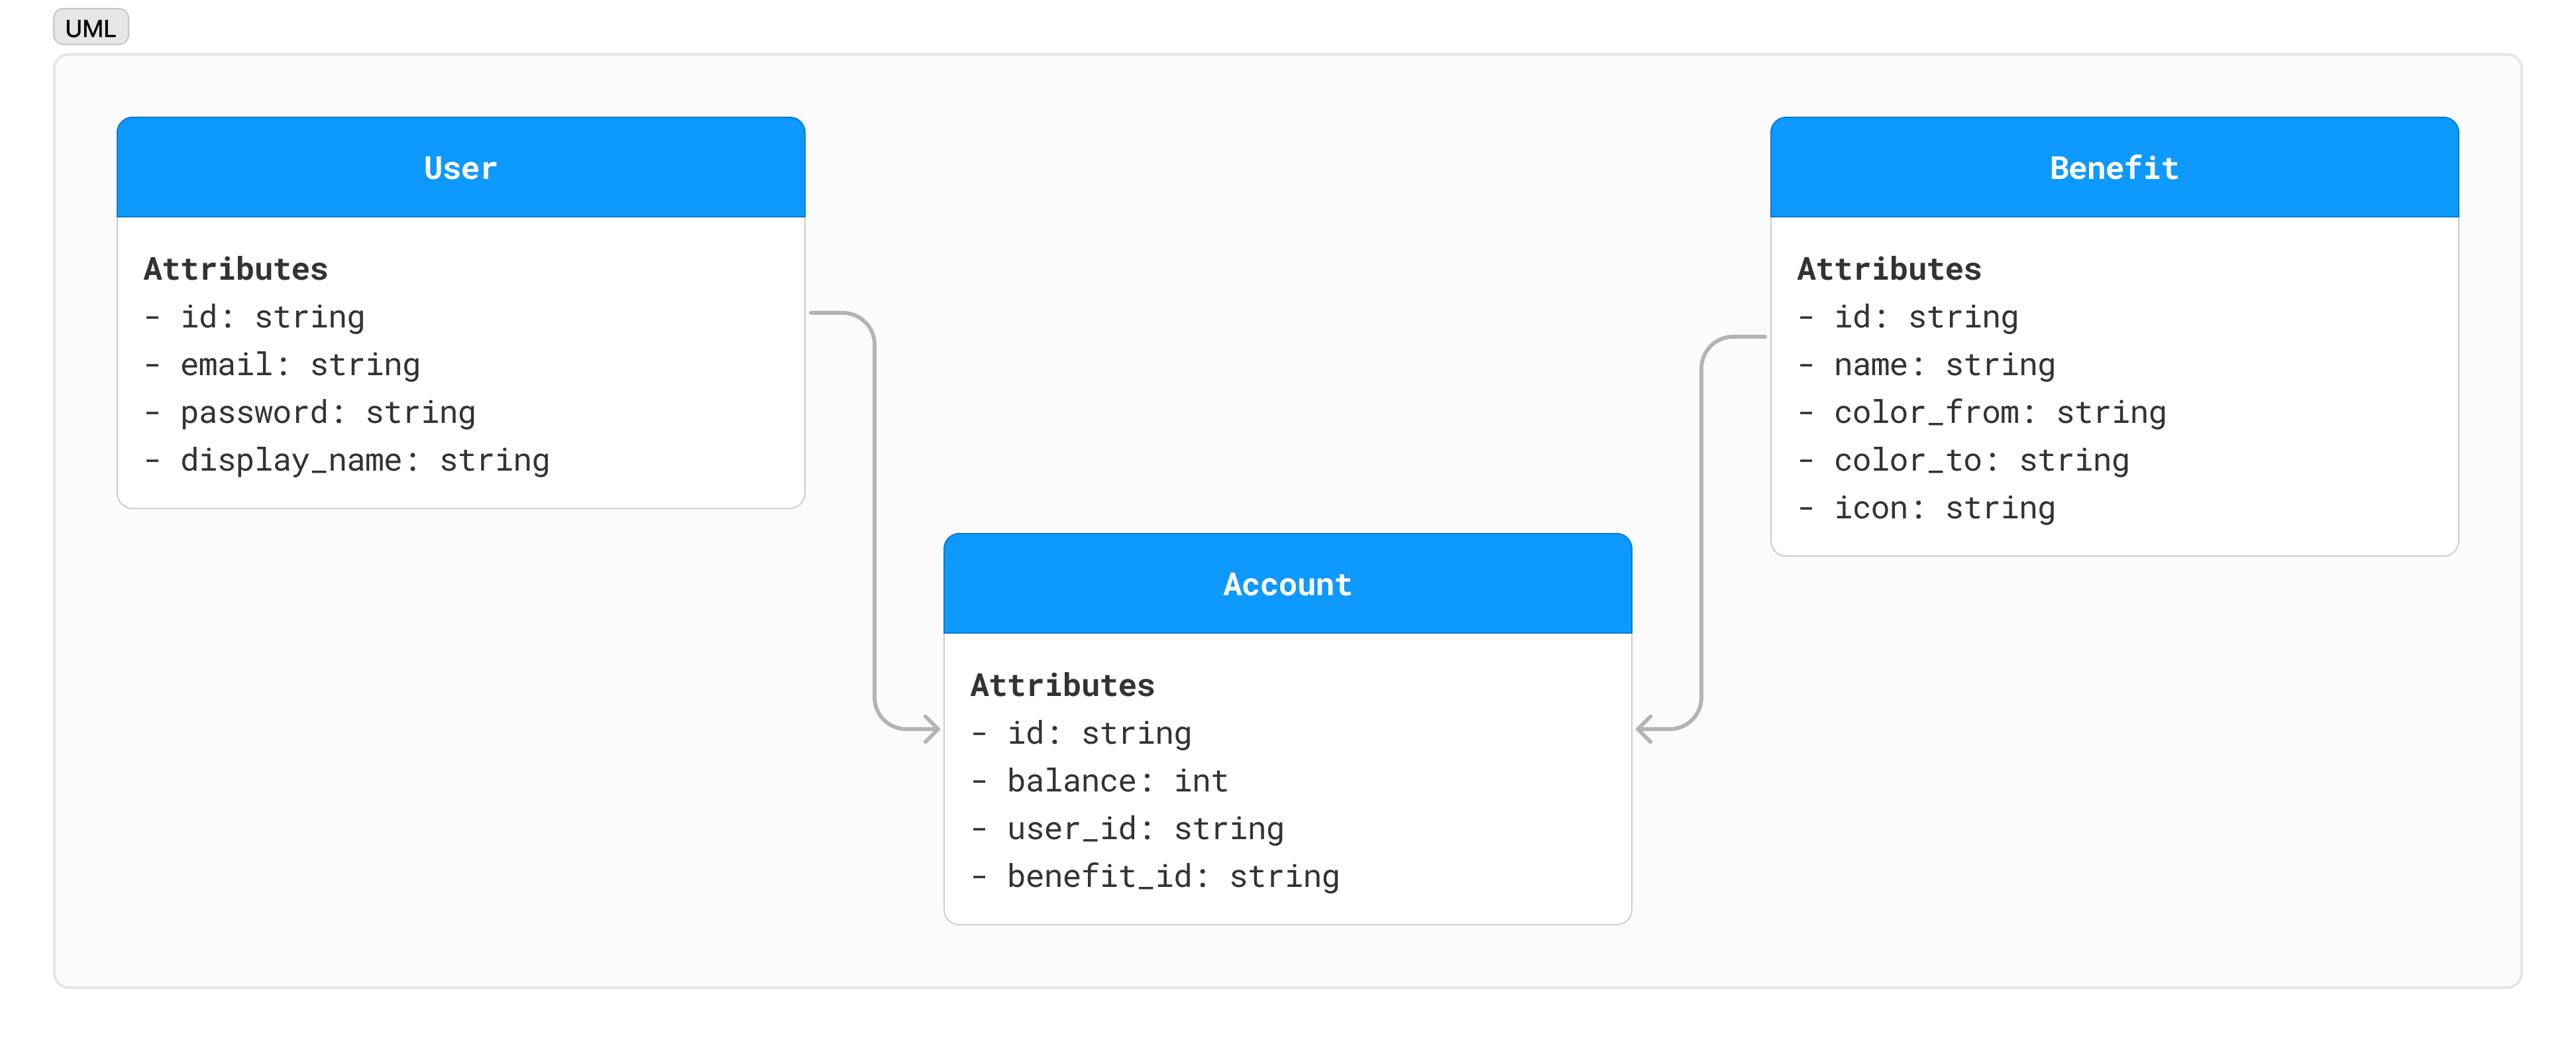 UML
User
Attributes
- id: string
- email: string
- password: string
- display_name: string
Benefit
Attributes
- id: string
- name: string
- color_from: string
- color_to: string
- icon: string
Account
Attributes
- id: string
- balance: int
- user_id: string
- benefit_id: string